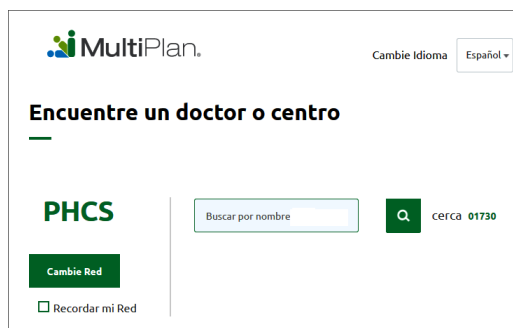 MultiPlan.
Cambie Idioma
Español
Encuentre un doctor o centro
PHCS
Buscar por nombre
cerca 01730
Cambie Red
Recordar mi Red